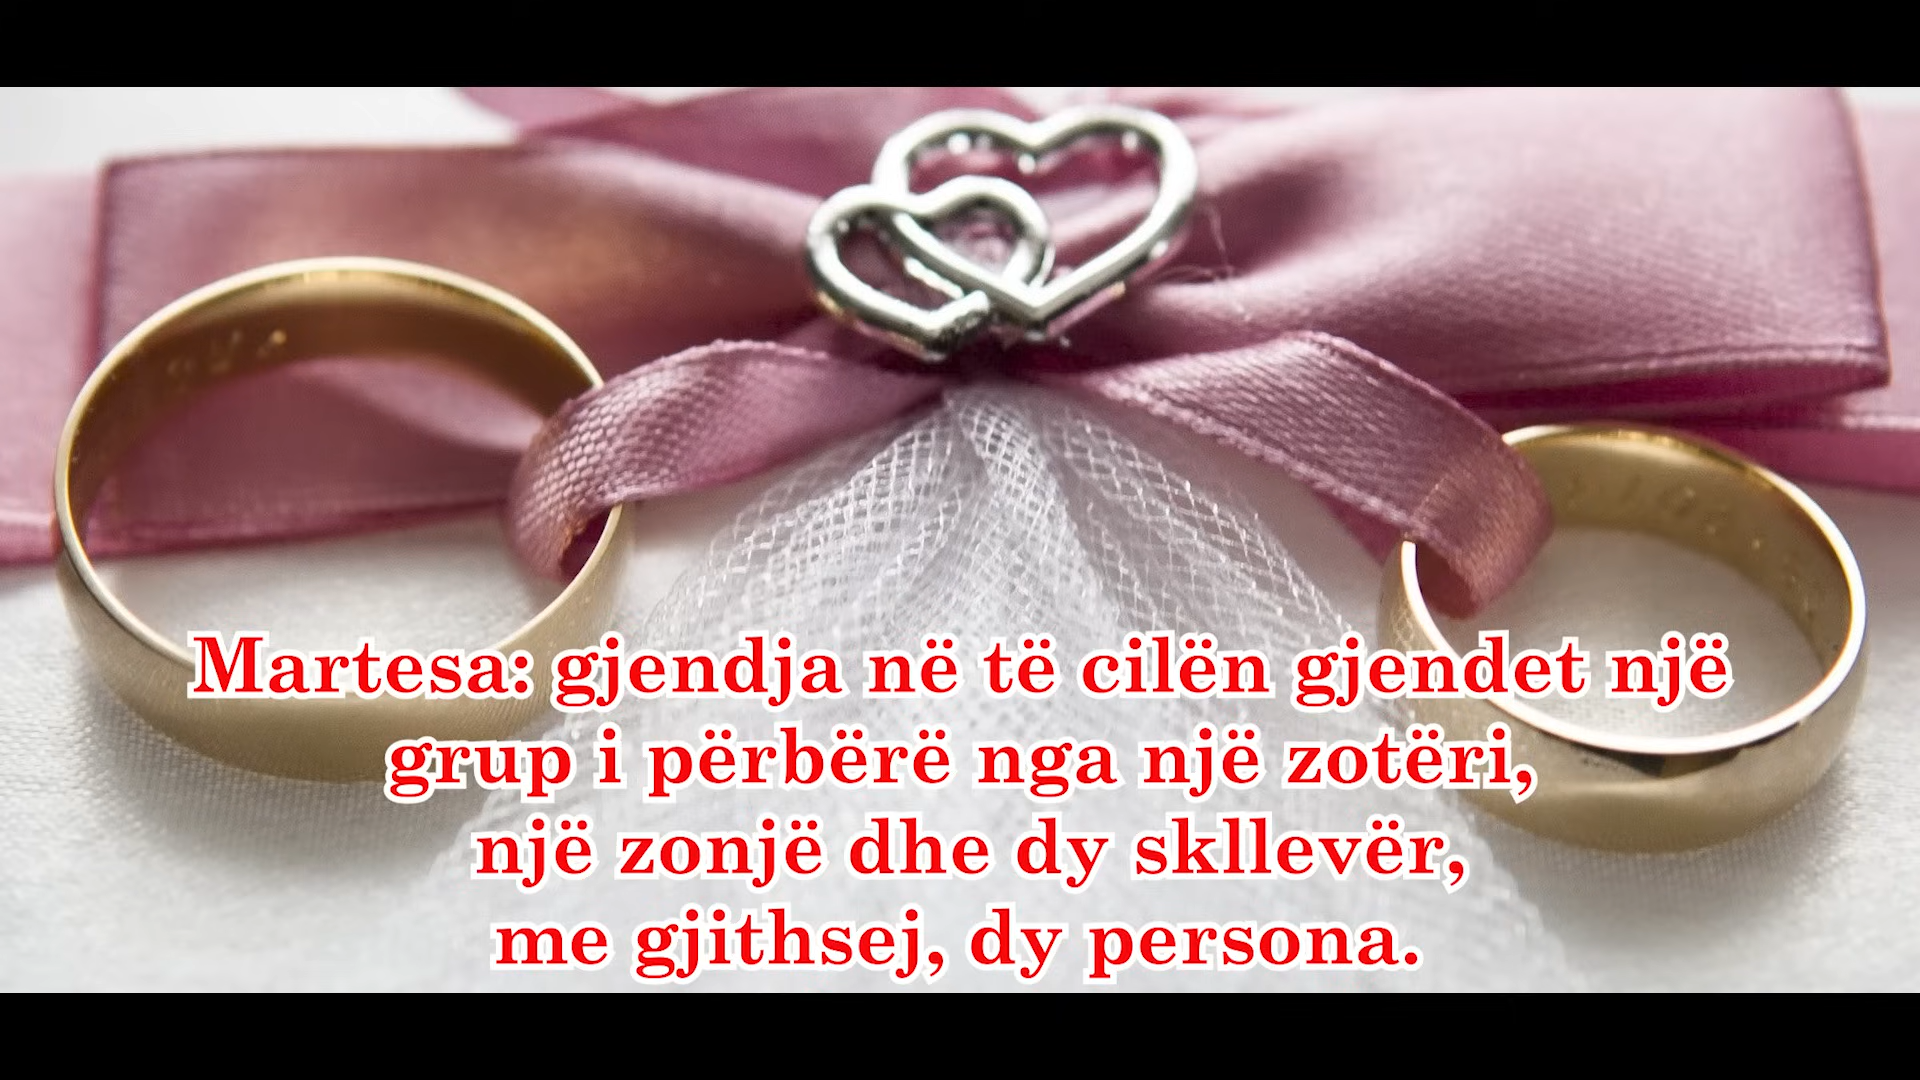 Martesa: gjendja në të cilën gjendet një
grup i përbërë nga një zotëri,
një zonjë dhe dy skllevër,
me gjithsej, dy persona.